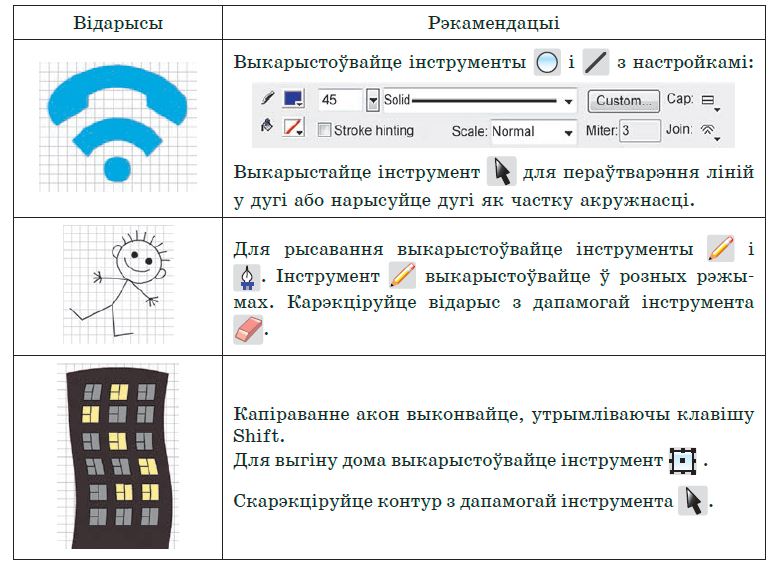 Відарысы
Рэкамендацыі
Выкарыстоўвайце інструменты і з настройкамі:
45 Solid Custom... Cap:
Stroke hinting Scale: Normal Miter: 3 Join:
Выкарыстайце інструмент для пераўтварэння ліній
у дугі або нарысуйце дугі як частку акружнасці.
Для рысавання выкарыстоўвайце інструменты і
. Інструмент выкарыстоўвайце ў розных рэжы-
мах. Карэкціруйце відарыс з дапамогай інструмента
.
Капіраванне акон выконвайце, утрымліваючы клавішу
Shift.
Для выгіну дома выкарыстоўвайце інструмент .
Скарэкціруйце контур з дапамогай інструмента .